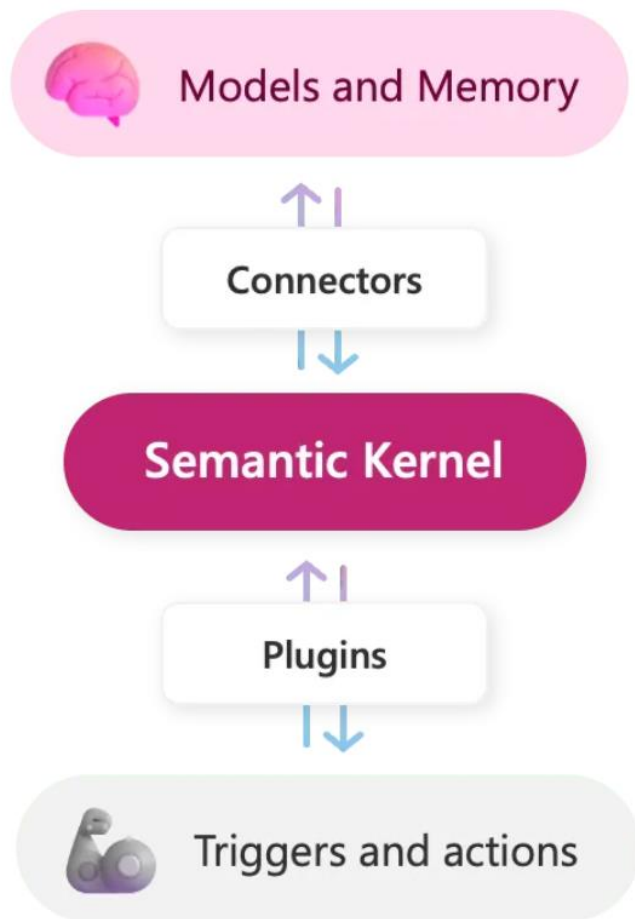 Models and Memory
Connectors
Semantic Kernel
Plugins
Triggers and actions